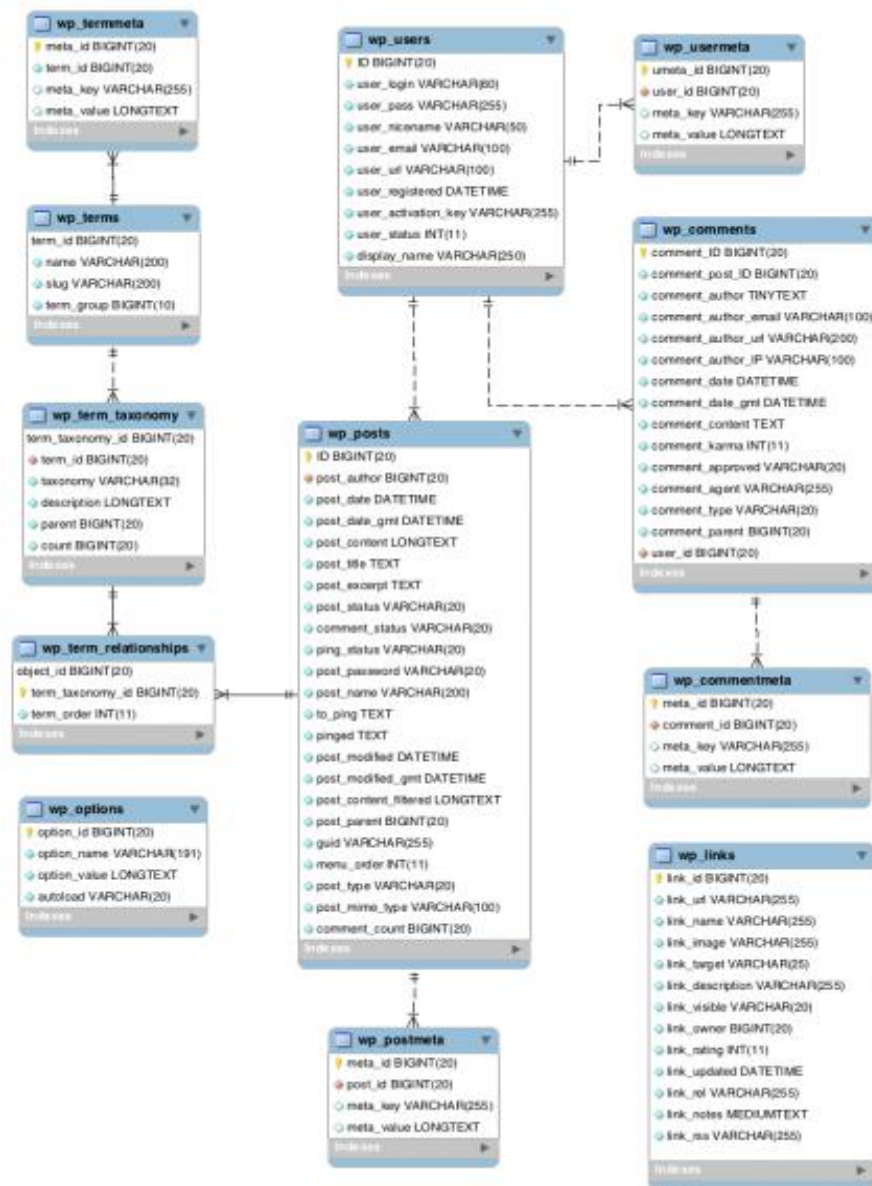 wp_termmeta
meta_id BIGINT(20)
term_id BIGINT(20)
meta_key VARCHAR(255)
meta_value LONGTEXT
Indexes
wp_terms
term_id BIGINT(20)
name VARCHAR(200)
slug VARCHAR(200)
term_group BIGINT(10)
Indexes
wp_term_taxonomy
term_taxonomy_id BIGINT(20)
term_id BIGINT(20)
taxonomy VARCHAR(32)
description LONGTEXT
parent BIGINT(20)
count BIGINT(20)
Indexes
wp_term_relationships
object_id BIGINT(20)
term_taxonomy_id BIGINT(20)
term_order INT(11)
Indexes
wp_options
option_id BIGINT(20)
option_name VARCHAR(191)
option_value LONGTEXT
autoload VARCHAR(20)
Indexes
wp_users
ID BIGINT(20)
user_login VARCHAR(60)
user_pass VARCHAR(255)
user_nicename VARCHAR(50)
user_email VARCHAR(100)
user_url VARCHAR(100)
user_registered DATETIME
user_activation_key VARCHAR(255)
user_status INT(11)
display_name VARCHAR(250)
Indexes
wp_posts
ID BIGINT(20)
post_author BIGINT(20)
post_date DATETIME
post_date_gmt DATETIME
post_content LONGTEXT
post_title TEXT
post_excerpt TEXT
post_status VARCHAR(20)
comment_status VARCHAR(20)
ping_status VARCHAR(20)
post_password VARCHAR(20)
post_name VARCHAR(200)
to_ping TEXT
pinged TEXT
post_modified DATETIME
post_modified_gmt DATETIME
post_content_filtered LONGTEXT
post_parent BIGINT(20)
guid VARCHAR(255)
menu_order INT(11)
post_type VARCHAR(20)
post_mime_type VARCHAR(100)
comment_count BIGINT(20)
Indexes
wp_postmeta
meta_id BIGINT(20)
post_id BIGINT(20)
meta_key VARCHAR(255)
meta_value LONGTEXT
Indexes
wp_usermeta
umeta_id BIGINT(20)
user_id BIGINT(20)
meta_key VARCHAR(255)
meta_value LONGTEXT
Indexes
wp_comments
comment_ID BIGINT(20)
comment_post_ID BIGINT(20)
comment_author TINYTEXT
comment_author_email VARCHAR(100)
comment_author_url VARCHAR(200)
comment_author_IP VARCHAR(100)
comment_date DATETIME
comment_date_gmt DATETIME
comment_content TEXT
comment_karma INT(11)
comment_approved VARCHAR(20)
comment_agent VARCHAR(255)
comment_type VARCHAR(20)
comment_parent BIGINT(20)
user_id BIGINT(20)
Indexes
wp_commentmeta
meta_id BIGINT(20)
comment_id BIGINT(20)
meta_key VARCHAR(255)
meta_value LONGTEXT
Indexes
wp_links
link_id BIGINT(20)
link_url VARCHAR(255)
link_name VARCHAR(255)
link_image VARCHAR(255)
link_target VARCHAR(25)
link_description VARCHAR(255)
link_visible VARCHAR(20)
link_owner BIGINT(20)
link_rating INT(11)
link_updated DATETIME
link_rel VARCHAR(255)
link_notes MEDIUMTEXT
link_rss VARCHAR(255)
Indexes